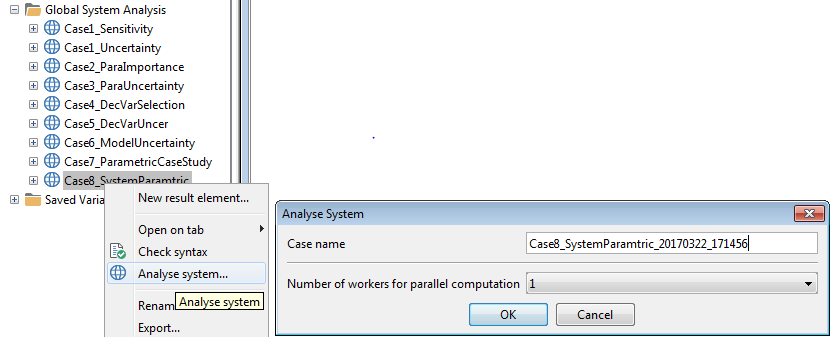 Global System Analysis
Case1_Sensitivity
Case1_Uncertainty
Case2_ParaImportance
Case3_ParaUncertainty
Case4_DecVarSelection
Case5_DecVarUncer
Case6_ModelUncertainty
Case7_ParametricCaseStudy
Case8_SystemParamtric
Saved Varia
New result element...
Open on tab
Check syntax
Analyse system...
Renam
Analyse system
Export...
Analyse System
Case name
Case8_SystemParamtric_20170322_171456
Number of workers for parallel computation 1
OK Cancel